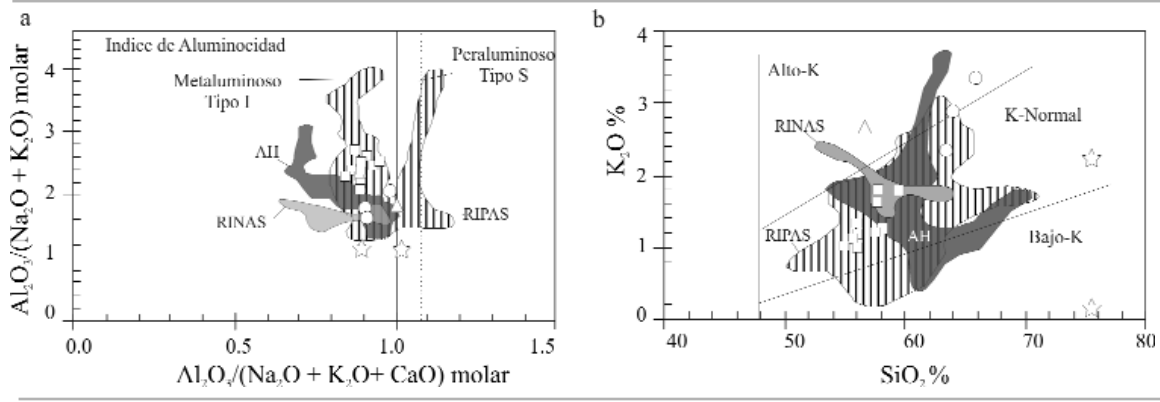 a
Indice de Aluminocidad
Metaluminoso
Tipo I
Peraluminoso
Tipo S
AH
RINAS
RIPAS
4
3
2
1
0
0.0 0.5 1.0 1.5
Al₂O₃/(Na₂O + K₂O) molar
Al₂O₃/(Na₂O + K₂O+ CaO) molar
b
Alto-K
RINAS
K-Normal
RIPAS
AH
Bajo-K
4
3
2
1
0
40 50 60 70 80
K₂O %
SiO₂ %